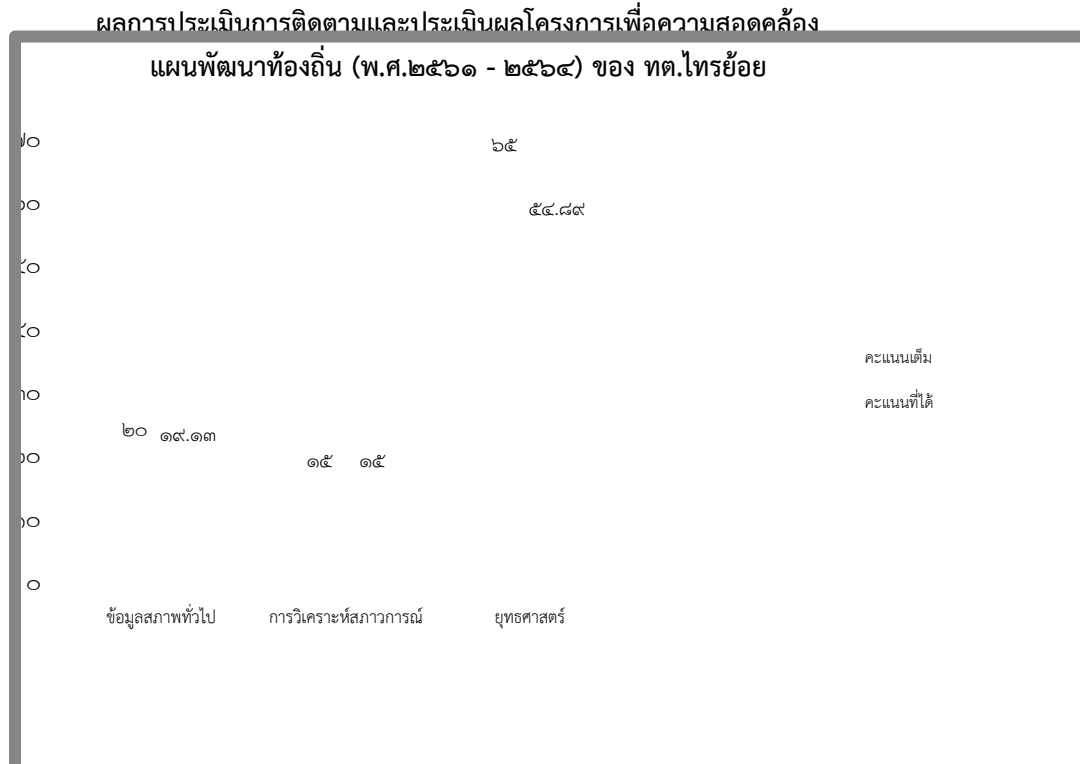 ผลการประเมินการติดตามและประเมินผลโครงการเพื่อความสอดคล้อง
แผนพัฒนาท้องถิ่น (พ.ศ.๒๕๖๑ - ๒๕๖๔) ของ ทต.ไทรย้อย
๖๕
๕๔.๘๙
คะแนนเต็ม
คะแนนที่ได้
๒๐ ๑๙.๑๓
๑๕ ๑๕
๐
ข้อมูลสภาพทั่วไป การวิเคราะห์สภาวการณ์ ยุทธศาสตร์